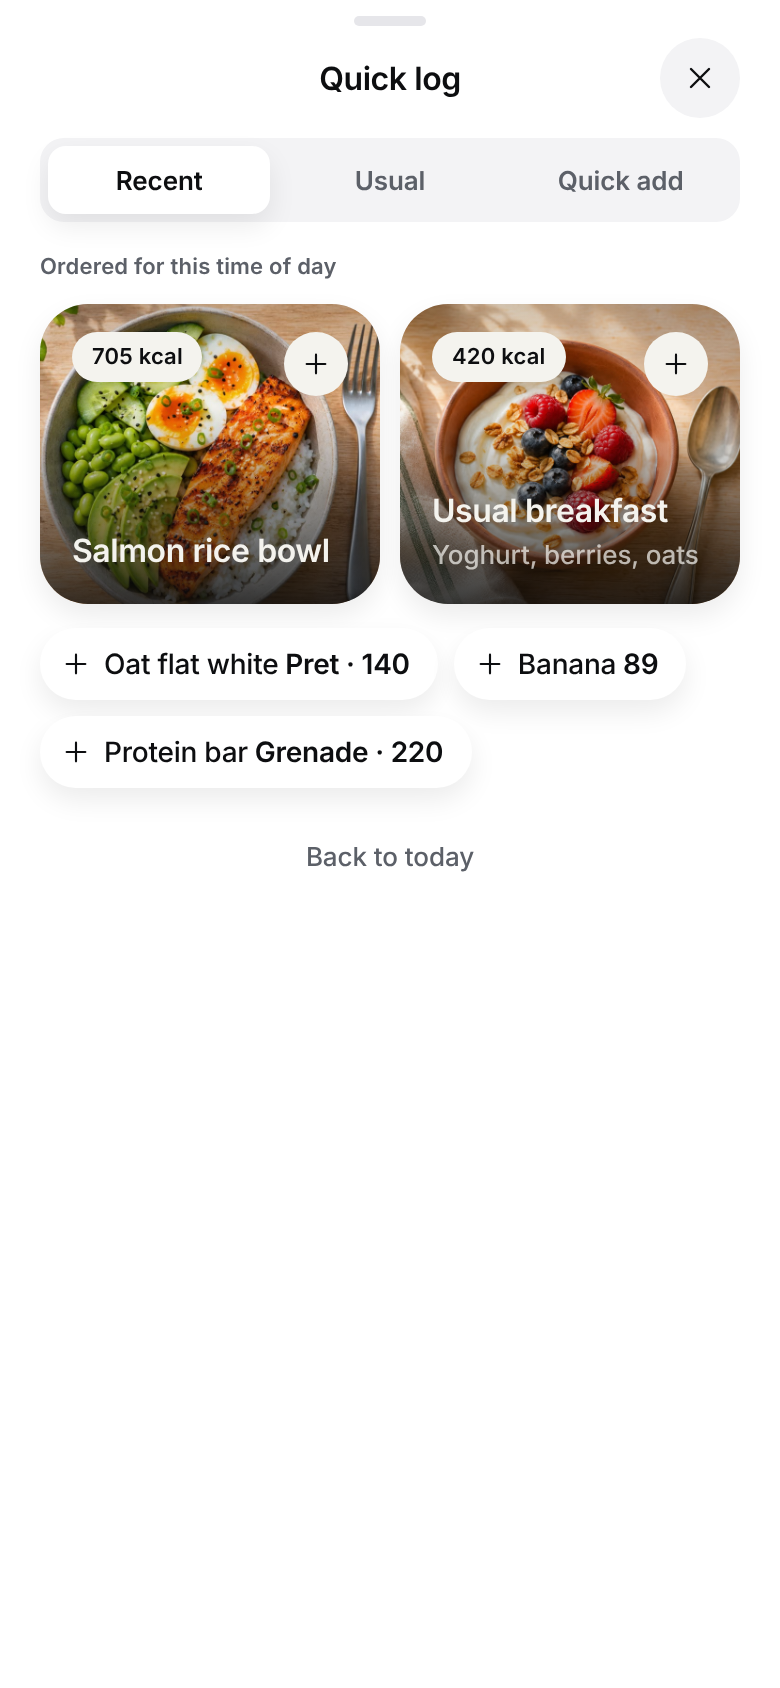 Quick log
Recent
Usual
Quick add
Ordered for this time of day
705 kcal
Salmon rice bowl
420 kcal
Usual breakfast
Yoghurt, berries, oats
Oat flat white Pret · 140
Banana 89
Protein bar Grenade · 220
Back to today